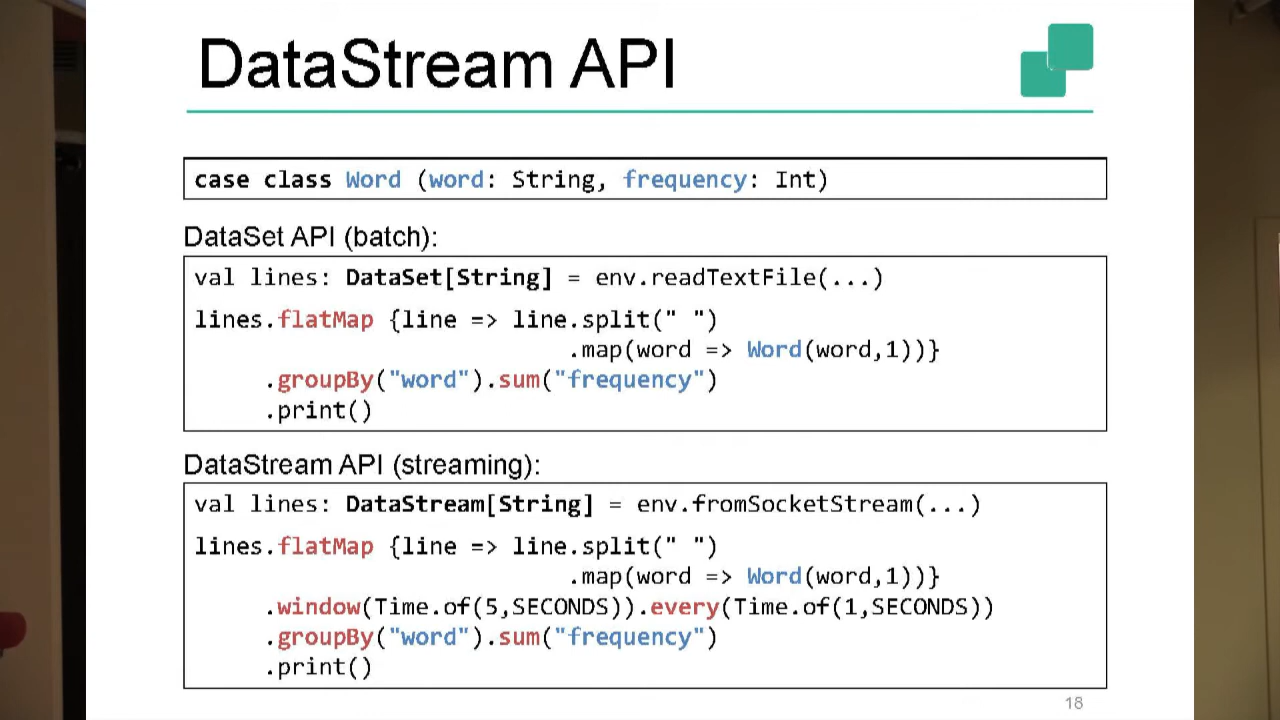 DataStream API
case class Word (word: String, frequency: Int)
DataSet API (batch):
val lines: DataSet[String] = env.readTextFile(...)
lines.flatMap {line => line.split(" ")
.map(word => Word(word,1))}
.groupBy("word").sum("frequency")
.print()
DataStream API (streaming):
val lines: DataStream[String] = env.fromSocketStream(...)
lines.flatMap {line => line.split(" ")
.map(word => Word(word,1))}
.window(Time.of(5,SECONDS)).every(Time.of(1,SECONDS))
.groupBy("word").sum("frequency")
.print()
18